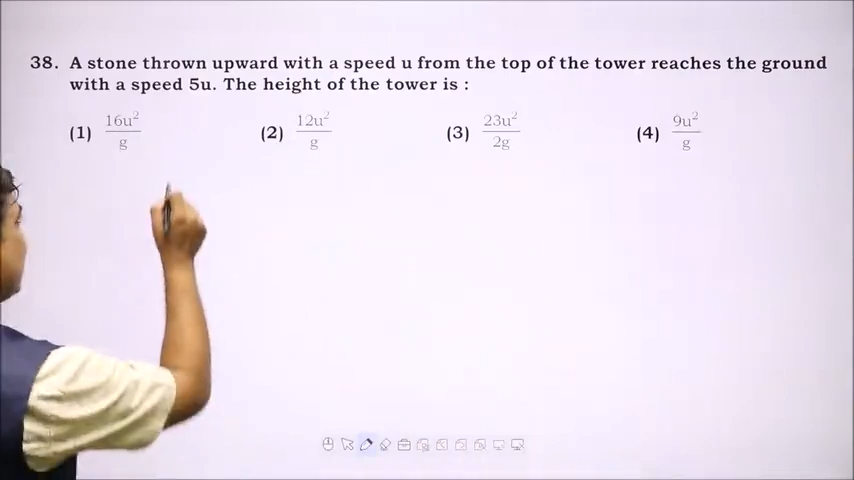 38. A stone thrown upward with a speed u from the top of the tower reaches the ground
with a speed 5u. The height of the tower is :
(1) 16u²/g (2) 12u²/g (3) 23u²/2g (4) 9u²/g